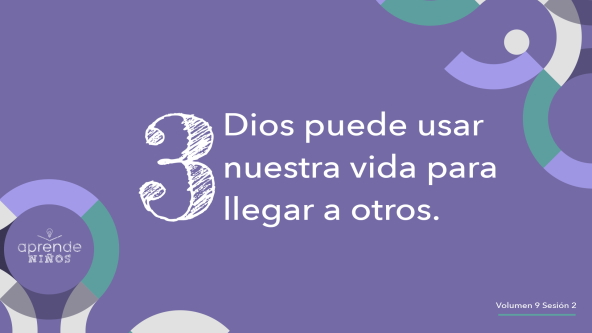 3
Dios puede usar
nuestra vida para
llegar a otros.
aprende
NIÑOS
Volumen 9 Sesión 2